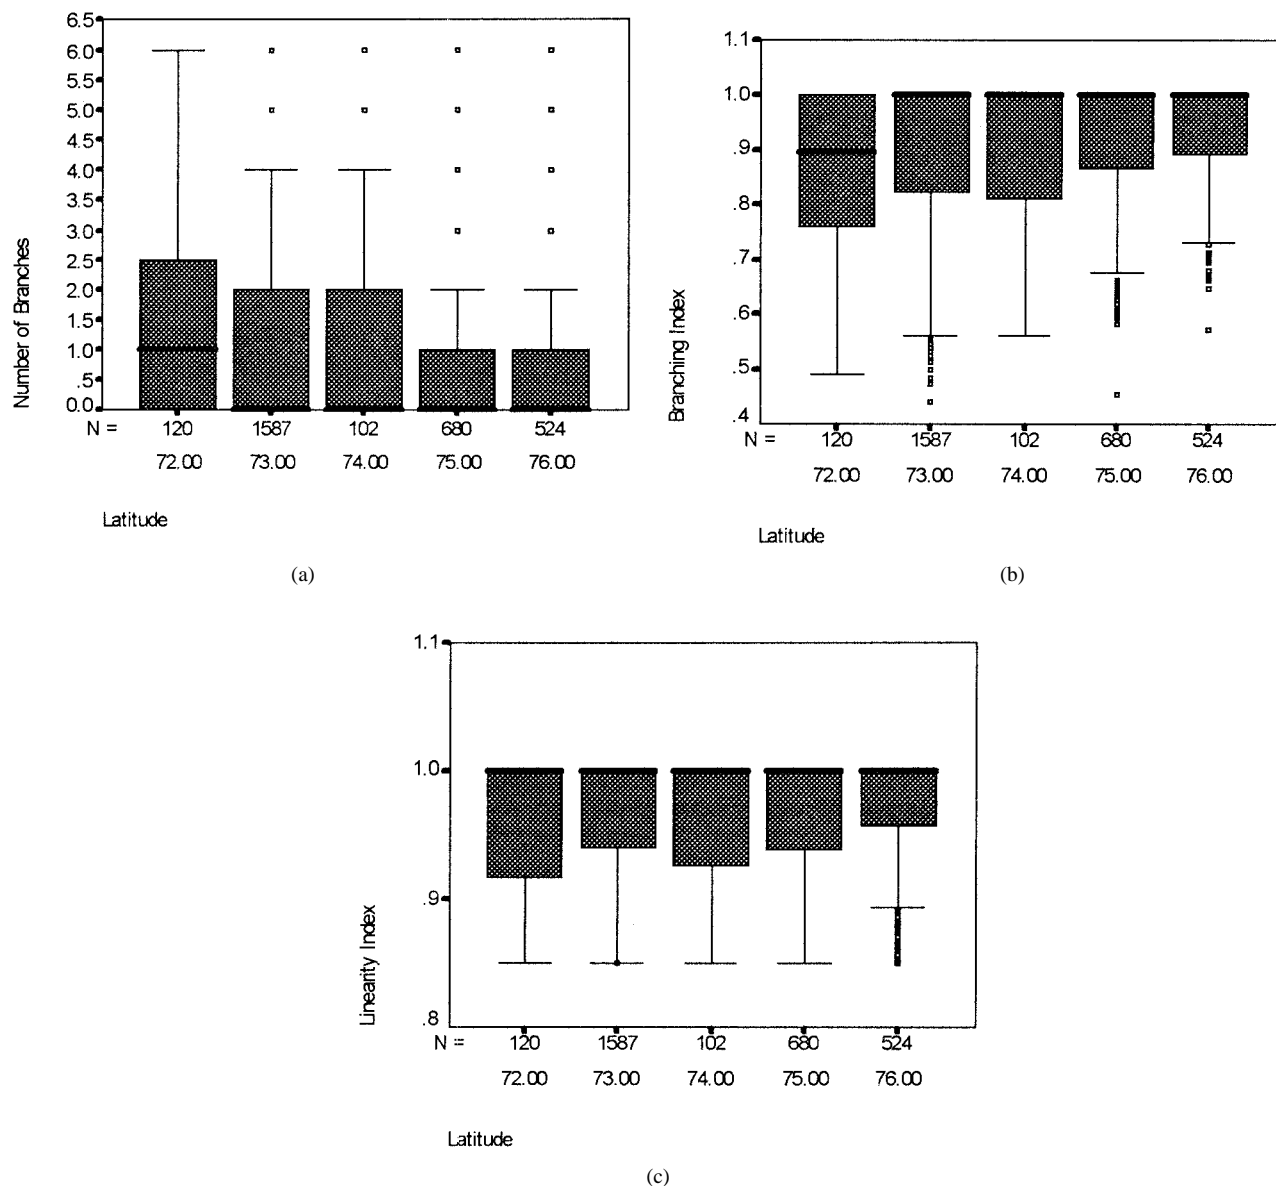 6.5
6.0
5.5
5.0
4.5
4.0
3.5
3.0
2.5
2.0
1.5
1.0
.5
0.0
Number of Branches
N = 120 1587 102 680 524
72.00 73.00 74.00 75.00 76.00
Latitude
(a)
1.1
1.0
.9
.8
.7
.6
.5
.4
Branching Index
N = 120 1587 102 680 524
72.00 73.00 74.00 75.00 76.00
Latitude
(b)
1.1
1.0
.9
.8
Linearity Index
N = 120 1587 102 680 524
72.00 73.00 74.00 75.00 76.00
Latitude
(c)